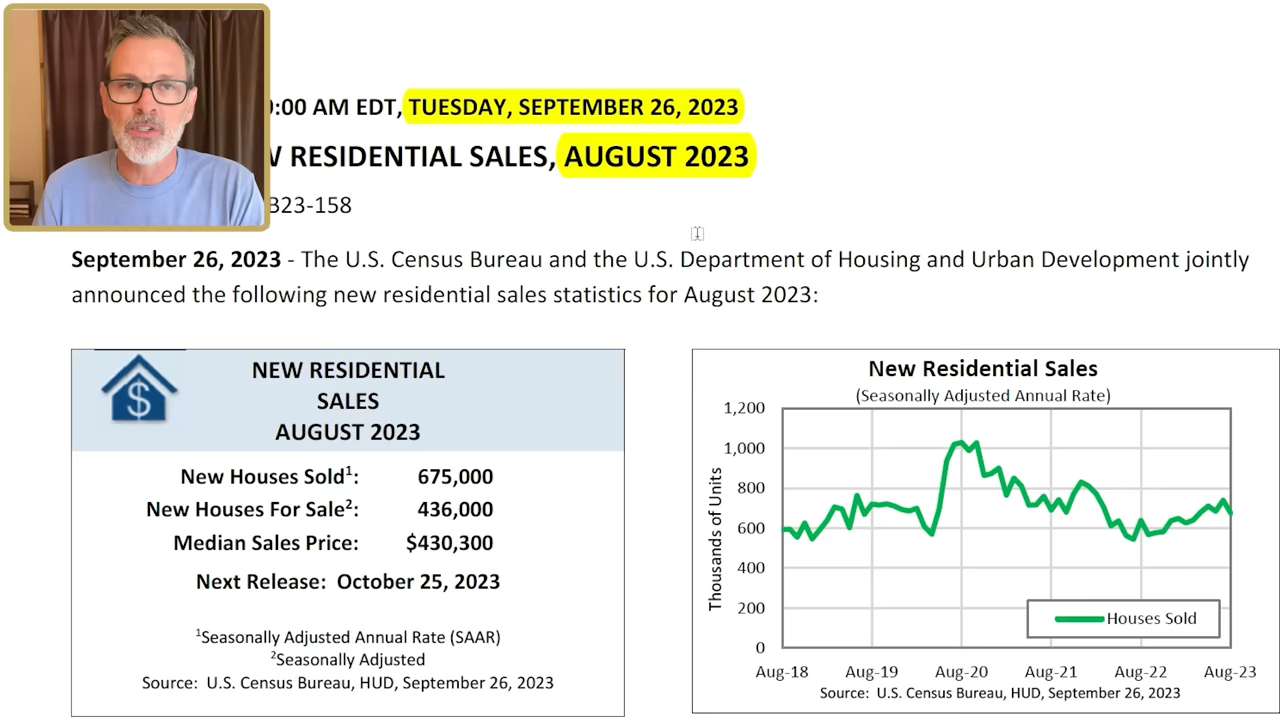 :00 AM EDT, TUESDAY, SEPTEMBER 26, 2023
RESIDENTIAL SALES, AUGUST 2023
23-158
September 26, 2023 - The U.S. Census Bureau and the U.S. Department of Housing and Urban Development jointly
announced the following new residential sales statistics for August 2023:
NEW RESIDENTIAL
SALES
AUGUST 2023
New Houses Sold¹: 675,000
New Houses For Sale²: 436,000
Median Sales Price: $430,300
Next Release: October 25, 2023
¹Seasonally Adjusted Annual Rate (SAAR)
²Seasonally Adjusted
Source: U.S. Census Bureau, HUD, September 26, 2023
New Residential Sales
(Seasonally Adjusted Annual Rate)
Thousands of Units
1,200
1,000
800
600
400
200
0
Houses Sold
Aug-18 Aug-19 Aug-20 Aug-21 Aug-22 Aug-23
Source: U.S. Census Bureau, HUD, September 26, 2023